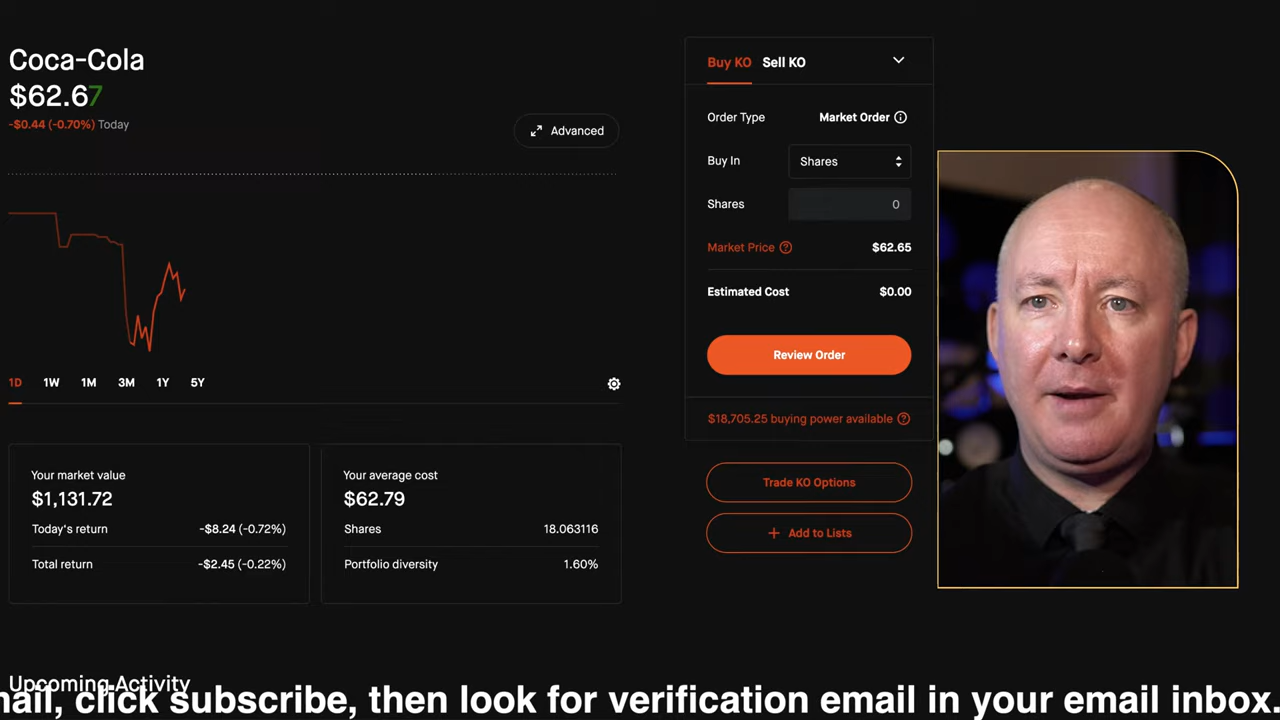 Coca-Cola
$62.67
-$0.44 (-0.70%) Today
Advanced
1D 1W 1M 3M 1Y 5Y
Your market value
$1,131.72
Today's return -$8.24 (-0.72%)
Total return -$2.45 (-0.22%)
Your average cost
$62.79
Shares 18.063116
Portfolio diversity 1.60%
Buy KO Sell KO
Order Type Market Order
Buy In Shares
Shares 0
Market Price $62.65
Estimated Cost $0.00
Review Order
$18,705.25 buying power available
Trade KO Options
+ Add to Lists
Upcoming Activity
click subscribe, then look for verification email in your email inbox.